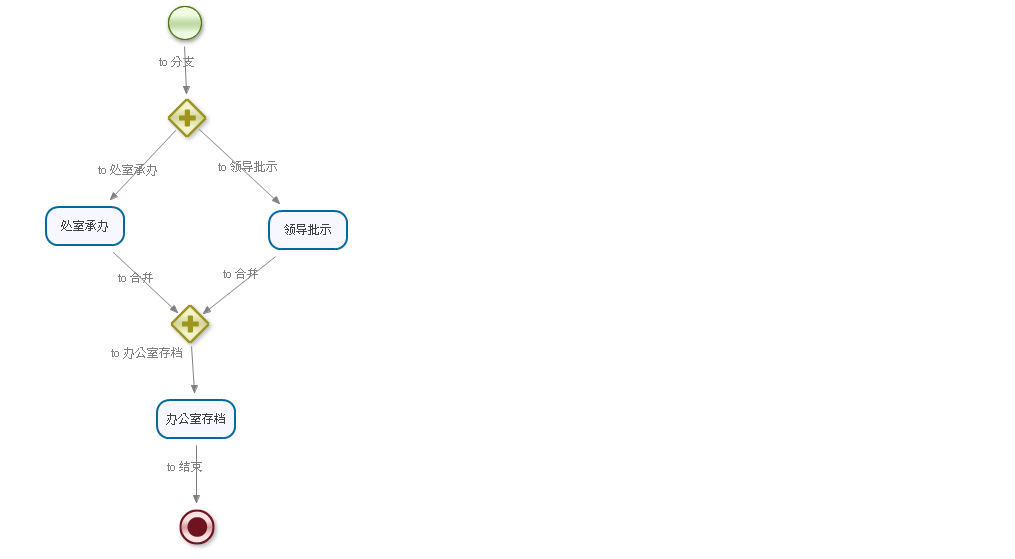 to 分支
to 处室承办
to 领导批示
处室承办
领导批示
to 合并
to 合并
to 办公室存档
办公室存档
to 结束